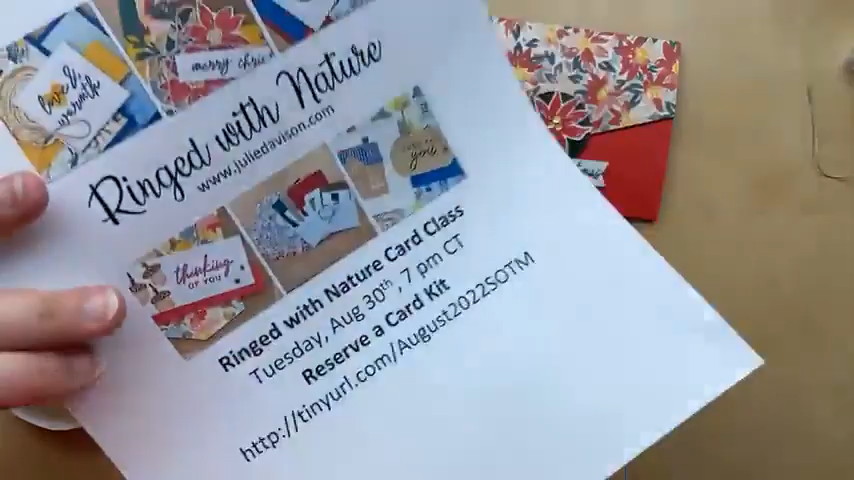 love &
warmth
merry chris
Ringed with Nature
www.juliedavison.com
thinking
OF YOU
you
Ringed with Nature Card Class
Tuesday, Aug 30th, 7 pm CT
Reserve a Card Kit
http://tinyurl.com/August2022SOTM